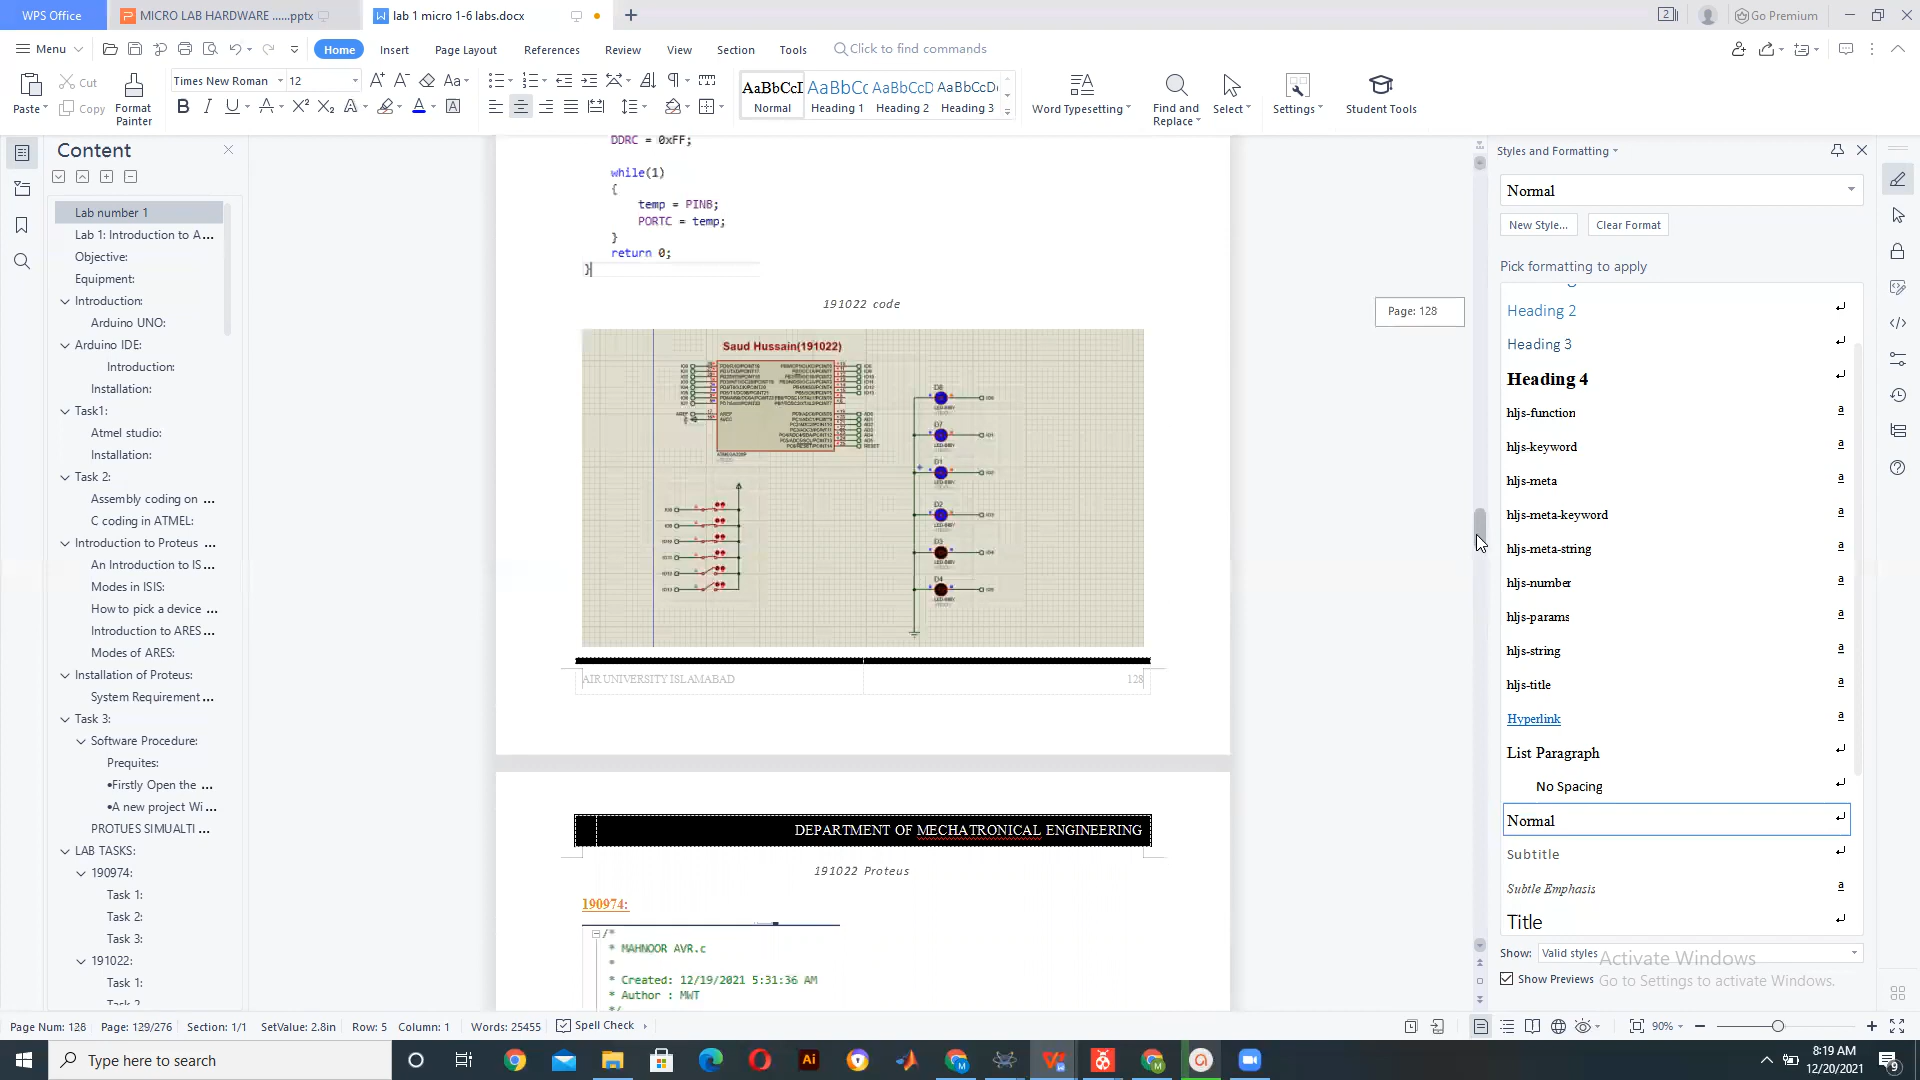 WPS Office
MICRO LAB HARDWARE ......pptx
lab 1 micro 1-6 labs.docx
2
Go Premium
Menu
Home
Insert
Page Layout
References
Review
View
Section
Tools
Click to find commands
Paste
Cut
Copy
Format Painter
Times New Roman
12
AaBbCcD
Normal
AaBbCc
Heading 1
AaBbCcD
Heading 2
AaBbCcD
Heading 3
Word Typesetting
Find and Replace
Select
Settings
Student Tools
Content
Lab number 1
Lab 1: Introduction to A...
Objective:
Equipment:
Introduction:
Arduino UNO:
Arduino IDE:
Introduction:
Installation:
Task1:
Atmel studio:
Installation:
Task 2:
Assembly coding on ...
C coding in ATMEL:
Introduction to Proteus ...
An Introduction to IS...
Modes in ISIS:
How to pick a device ...
Introduction to ARES...
Modes of ARES:
Installation of Proteus:
System Requirement...
Task 3:
Software Procedure:
Prequites:
•Firstly Open the ...
•A new project Wi...
PROTUES SIMUALTI ...
LAB TASKS:
190974:
Task 1:
Task 2:
Task 3:
191022:
Task 1:
Task 2
DDRC = 0xFF;
while(1)
{
temp = PINB;
PORTC = temp;
}
return 0;
}
191022 code
Saud Hussain(191022)
D8
D7
D1
D2
D3
D4
AIR UNIVERSITY ISLAMABAD
128
DEPARTMENT OF MECHATRONICAL ENGINEERING
191022 Proteus
190974:
/*
* MAHNOOR AVR.c
*
* Created: 12/19/2021 5:31:36 AM
* Author : MWT
*/
Page: 128
Styles and Formatting
Normal
New Style...
Clear Format
Pick formatting to apply
Heading 2
Heading 3
Heading 4
hljs-function
hljs-keyword
hljs-meta
hljs-meta-keyword
hljs-meta-string
hljs-number
hljs-params
hljs-string
hljs-title
Hyperlink
List Paragraph
No Spacing
Normal
Subtitle
Subtle Emphasis
Title
Show: Valid styles
Show Previews
Activate Windows
Go to Settings to activate Windows.
Page Num: 128
Page: 129/276
Section: 1/1
SetValue: 2.8in
Row: 5
Column: 1
Words: 25455
Spell Check
90%
Type here to search
8:19 AM
12/20/2021
9